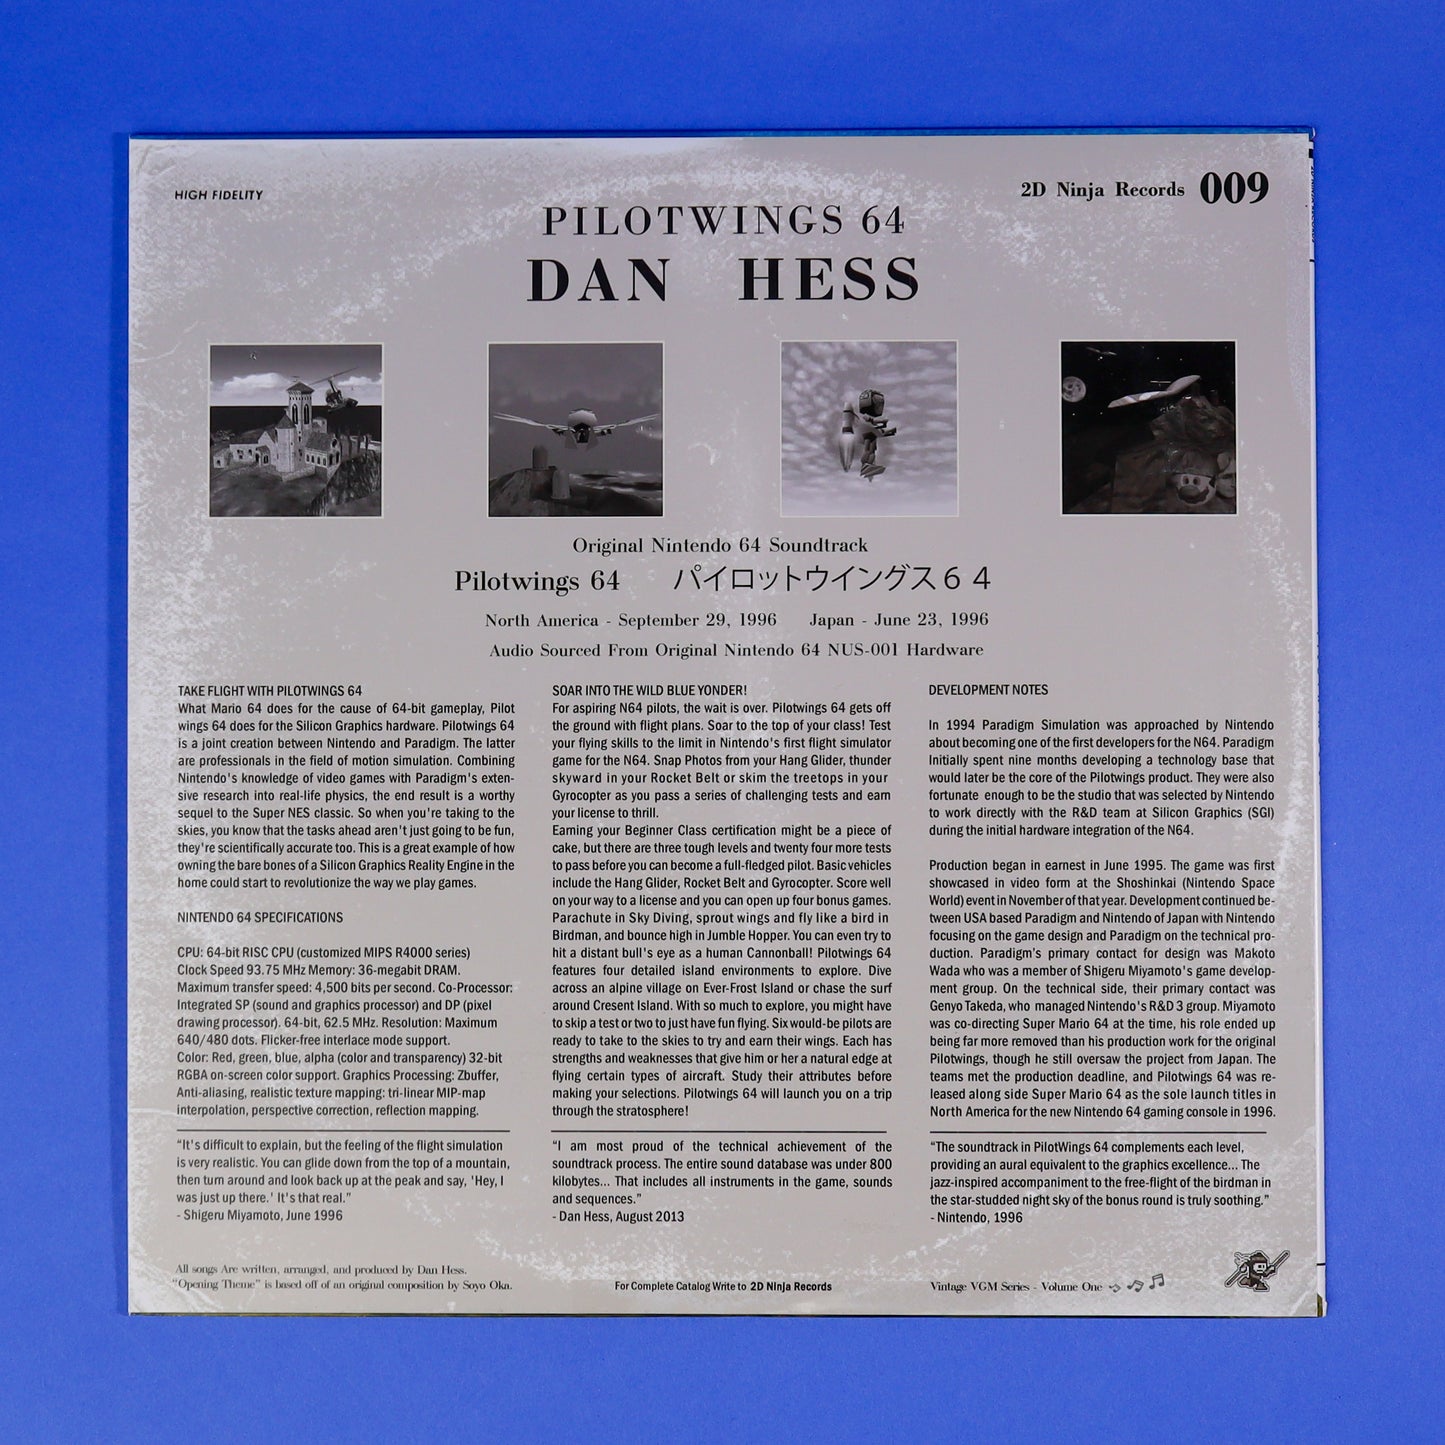 HIGH FIDELITY
2D Ninja Records 009
PILOTWINGS 64
DAN HESS
Original Nintendo 64 Soundtrack
Pilotwings 64 パイロットウイングス６４
North America - September 29, 1996 Japan - June 23, 1996
Audio Sourced From Original Nintendo 64 NUS-001 Hardware
TAKE FLIGHT WITH PILOTWINGS 64
What Mario 64 does for the cause of 64-bit gameplay, Pilot
wings 64 does for the Silicon Graphics hardware. Pilotwings 64
is a joint creation between Nintendo and Paradigm. The latter
are professionals in the field of motion simulation. Combining
Nintendo's knowledge of video games with Paradigm's exten-
sive research into real-life physics, the end result is a worthy
sequel to the Super NES classic. So when you're taking to the
skies, you know that the tasks ahead aren't just going to be fun,
they're scientifically accurate too. This is a great example of how
owning the bare bones of a Silicon Graphics Reality Engine in the
home could start to revolutionize the way we play games.
NINTENDO 64 SPECIFICATIONS
CPU: 64-bit RISC CPU (customized MIPS R4000 series)
Clock Speed 93.75 MHz Memory: 36-megabit DRAM.
Maximum transfer speed: 4,500 bits per second. Co-Processor:
Integrated SP (sound and graphics processor) and DP (pixel
drawing processor). 64-bit, 62.5 MHz. Resolution: Maximum
640/480 dots. Flicker-free interlace mode support.
Color: Red, green, blue, alpha (color and transparency) 32-bit
RGBA on-screen color support. Graphics Processing: Zbuffer,
Anti-aliasing, realistic texture mapping: tri-linear MIP-map
interpolation, perspective correction, reflection mapping.
"It's difficult to explain, but the feeling of the flight simulation
is very realistic. You can glide down from the top of a mountain,
then turn around and look back up at the peak and say, 'Hey, I
was just up there.' It's that real."
- Shigeru Miyamoto, June 1996
SOAR INTO THE WILD BLUE YONDER!
For aspiring N64 pilots, the wait is over. Pilotwings 64 gets off
the ground with flight plans. Soar to the top of your class! Test
your flying skills to the limit in Nintendo's first flight simulator
game for the N64. Snap Photos from your Hang Glider, thunder
skyward in your Rocket Belt or skim the treetops in your
Gyrocopter as you pass a series of challenging tests and earn
your license to thrill.
Earning your Beginner Class certification might be a piece of
cake, but there are three tough levels and twenty four more tests
to pass before you can become a full-fledged pilot. Basic vehicles
include the Hang Glider, Rocket Belt and Gyrocopter. Score well
on your way to a license and you can open up four bonus games.
Parachute in Sky Diving, sprout wings and fly like a bird in
Birdman, and bounce high in Jumble Hopper. You can even try to
hit a distant bull's eye as a human Cannonball! Pilotwings 64
features four detailed island environments to explore. Dive
across an alpine village on Ever-Frost Island or chase the surf
around Cresent Island. With so much to explore, you might have
to skip a test or two to just have fun flying. Six would-be pilots are
ready to take to the skies to try and earn their wings. Each has
strengths and weaknesses that give him or her a natural edge at
flying certain types of aircraft. Study their attributes before
making your selections. Pilotwings 64 will launch you on a trip
through the stratosphere!
"I am most proud of the technical achievement of the
soundtrack process. The entire sound database was under 800
kilobytes... That includes all instruments in the game, sounds
and sequences."
- Dan Hess, August 2013
DEVELOPMENT NOTES
In 1994 Paradigm Simulation was approached by Nintendo
about becoming one of the first developers for the N64. Paradigm
Initially spent nine months developing a technology base that
would later be the core of the Pilotwings product. They were also
fortunate enough to be the studio that was selected by Nintendo
to work directly with the R&D team at Silicon Graphics (SGI)
during the initial hardware integration of the N64.
Production began in earnest in June 1995. The game was first
showcased in video form at the Shoshinkai (Nintendo Space
World) event in November of that year. Development continued be-
tween USA based Paradigm and Nintendo of Japan with Nintendo
focusing on the game design and Paradigm on the technical pro-
duction. Paradigm's primary contact for design was Makoto
Wada who was a member of Shigeru Miyamoto's game develop-
ment group. On the technical side, their primary contact was
Genyo Takeda, who managed Nintendo's R&D 3 group. Miyamoto
was co-directing Super Mario 64 at the time, his role ended up
being far more removed than his production work for the original
Pilotwings, though he still oversaw the project from Japan. The
teams met the production deadline, and Pilotwings 64 was re-
leased along side Super Mario 64 as the sole launch titles in
North America for the new Nintendo 64 gaming console in 1996.
"The soundtrack in PilotWings 64 complements each level,
providing an aural equivalent to the graphics excellence... The
jazz-inspired accompaniment to the free-flight of the birdman in
the star-studded night sky of the bonus round is truly soothing."
- Nintendo, 1996
All songs Are written, arranged, and produced by Dan Hess.
"Opening Theme" is based off of an original composition by Soyo Oka.
For Complete Catalog Write to 2D Ninja Records
Vintage VGM Series - Volume One